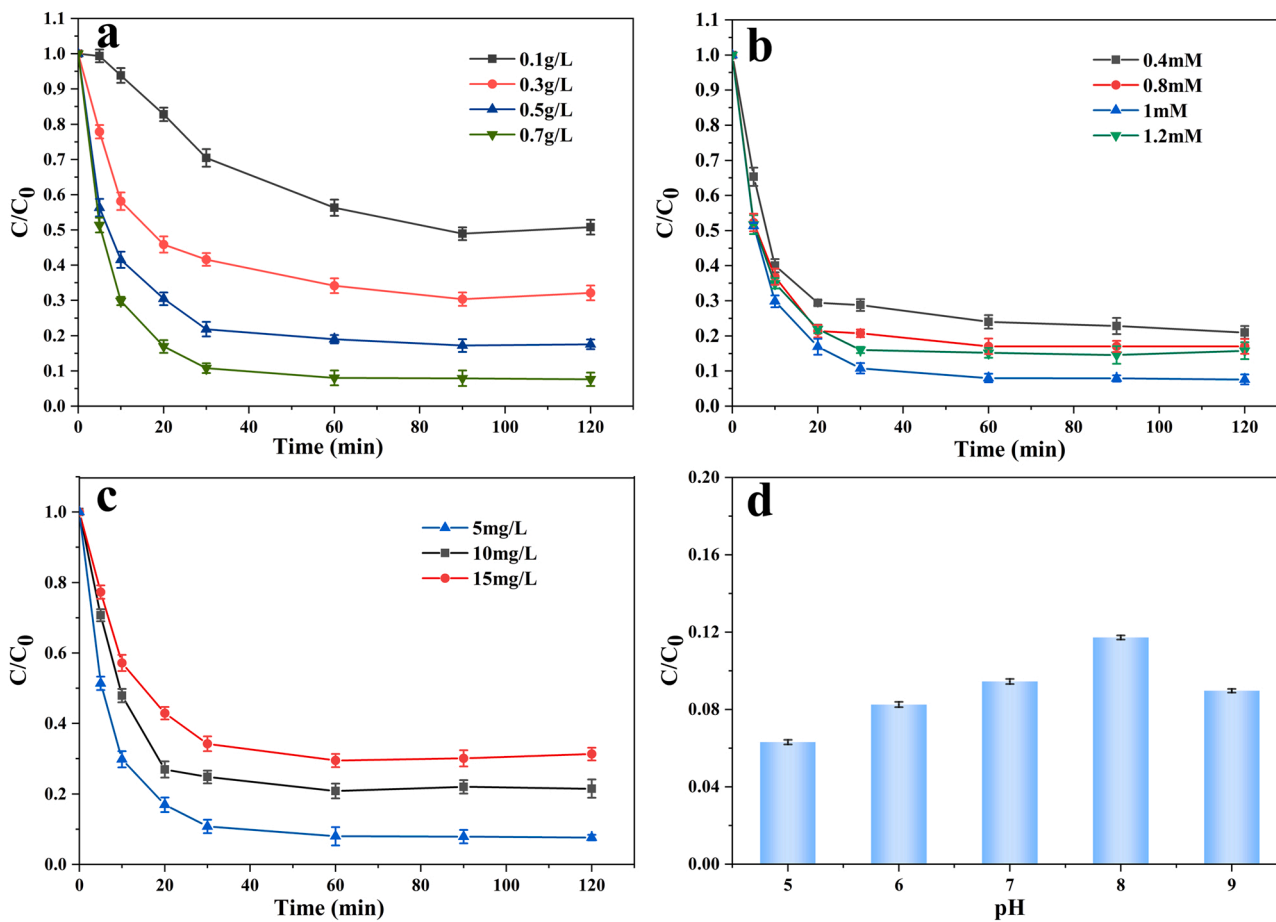 a
1.1
1.0
0.9
0.8
0.7
0.6
0.5
0.4
0.3
0.2
0.1
0.0
C/C0
0.1g/L
0.3g/L
0.5g/L
0.7g/L
0 20 40 60 80 100 120
Time (min)
b
1.1
1.0
0.9
0.8
0.7
0.6
0.5
0.4
0.3
0.2
0.1
0.0
C/C0
0.4mM
0.8mM
1mM
1.2mM
0 20 40 60 80 100 120
Time (min)
c
1.0
0.8
0.6
0.4
0.2
0.0
C/C0
5mg/L
10mg/L
15mg/L
0 20 40 60 80 100 120
Time (min)
d
0.20
0.16
0.12
0.08
0.04
0.00
C/C0
5 6 7 8 9
pH